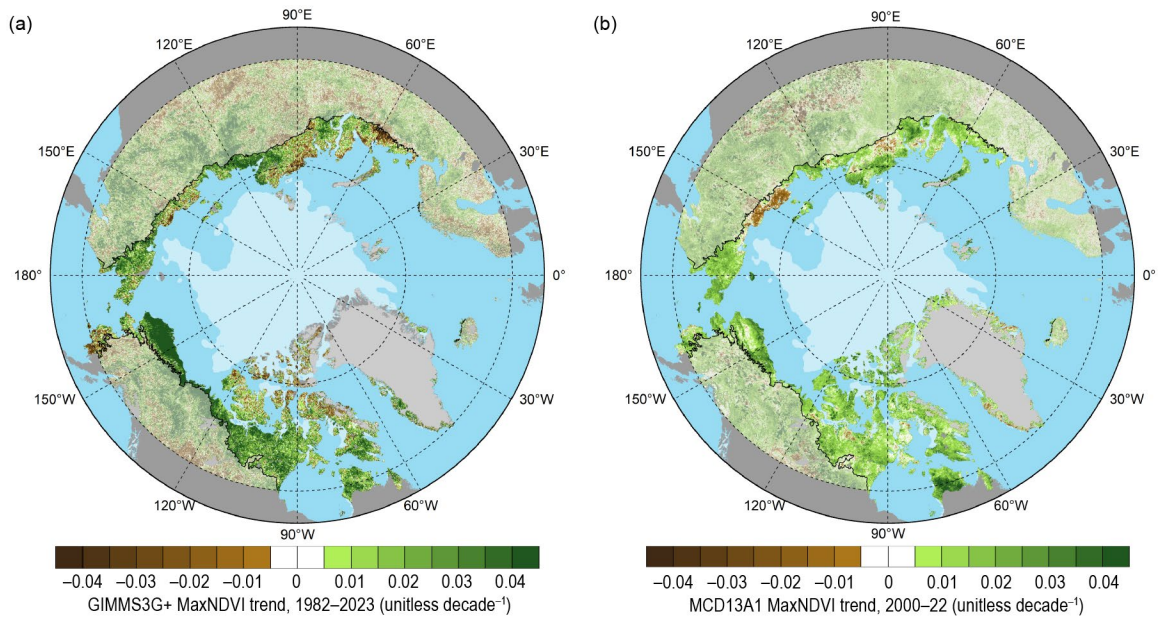 (a)
90°E
120°E
60°E
150°E
30°E
180°
0°
150°W
30°W
120°W
60°W
90°W
−0.04 −0.03 −0.02 −0.01 0 0.01 0.02 0.03 0.04
GIMMS3G+ MaxNDVI trend, 1982–2023 (unitless decade⁻¹)
(b)
90°E
120°E
60°E
150°E
30°E
180°
0°
150°W
30°W
120°W
60°W
90°W
−0.04 −0.03 −0.02 −0.01 0 0.01 0.02 0.03 0.04
MCD13A1 MaxNDVI trend, 2000–22 (unitless decade⁻¹)